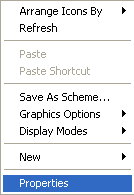 Arrange Icons By
Refresh
Paste
Paste Shortcut
Save As Scheme...
Graphics Options
Display Modes
New
Properties